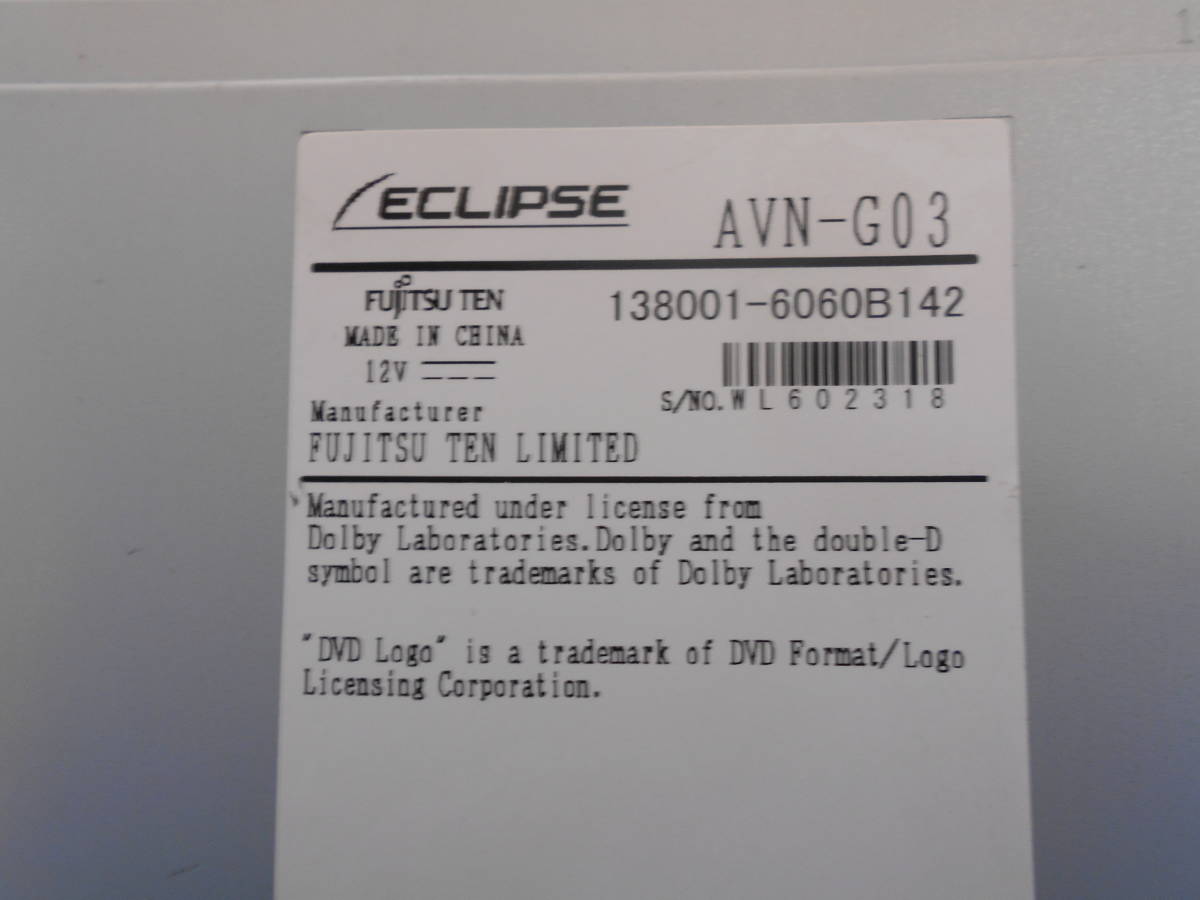 1
ECLIPSE AVN-G03
FUJITSU TEN 138001-6060B142
MADE IN CHINA
12V
S/NO.WL602318
Manufacturer
FUJITSU TEN LIMITED
Manufactured under license from
Dolby Laboratories.Dolby and the double-D
symbol are trademarks of Dolby Laboratories.
"DVD Logo" is a trademark of DVD Format/Logo
Licensing Corporation.